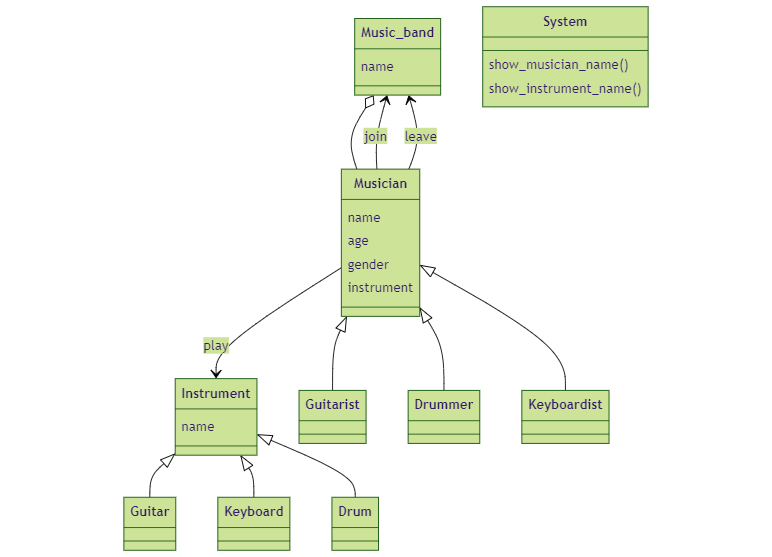 Music_band
name
System
show_musician_name()
show_instrument_name()
join
leave
Musician
name
age
gender
instrument
play
Instrument
name
Guitarist
Drummer
Keyboardist
Guitar
Keyboard
Drum